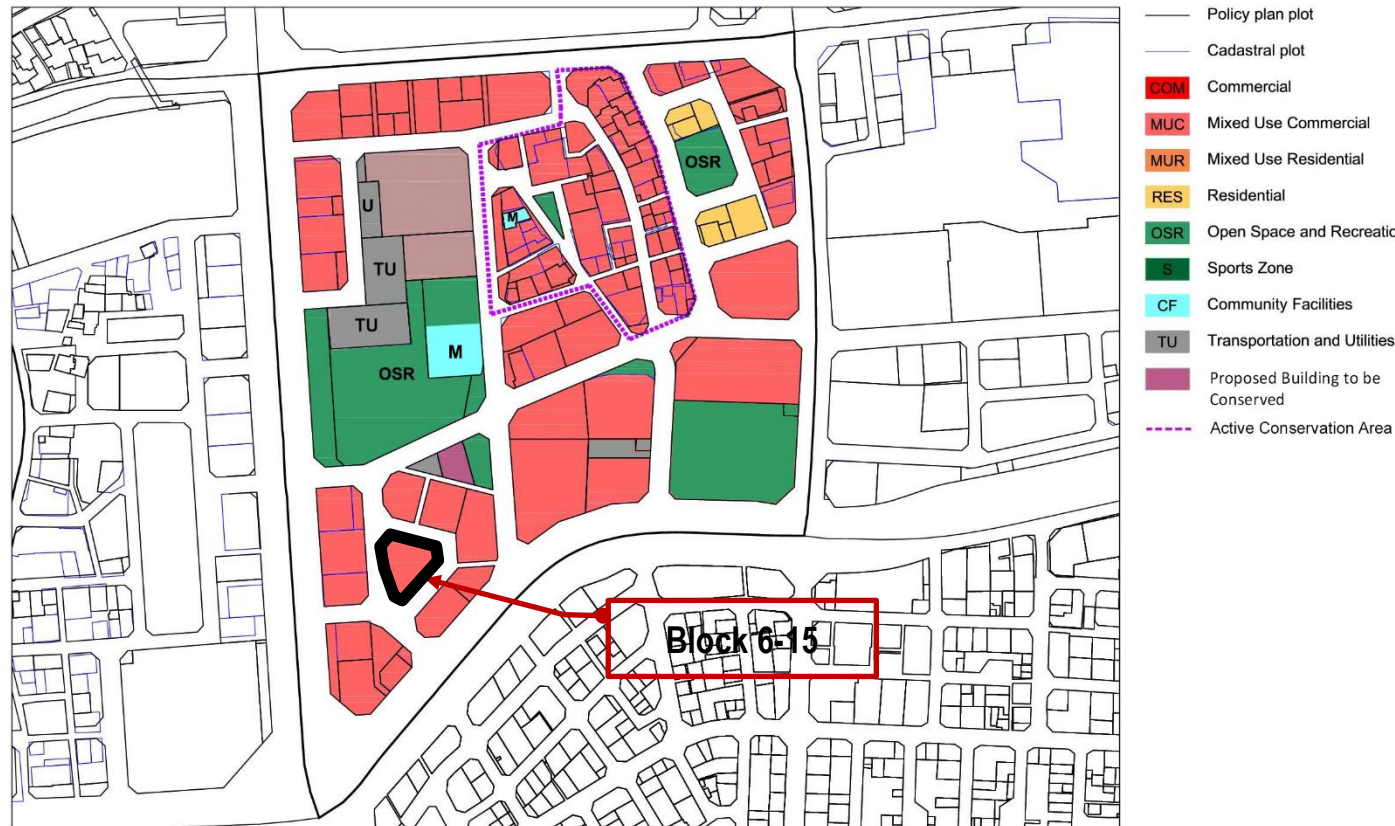 Policy plan plot
Cadastral plot
COM Commercial
MUC Mixed Use Commercial
MUR Mixed Use Residential
RES Residential
OSR Open Space and Recreatio
S Sports Zone
CF Community Facilities
TU Transportation and Utilities
Proposed Building to be
Conserved
Active Conservation Area
OSR
U
M
TU
TU
M
OSR
Block 6-15